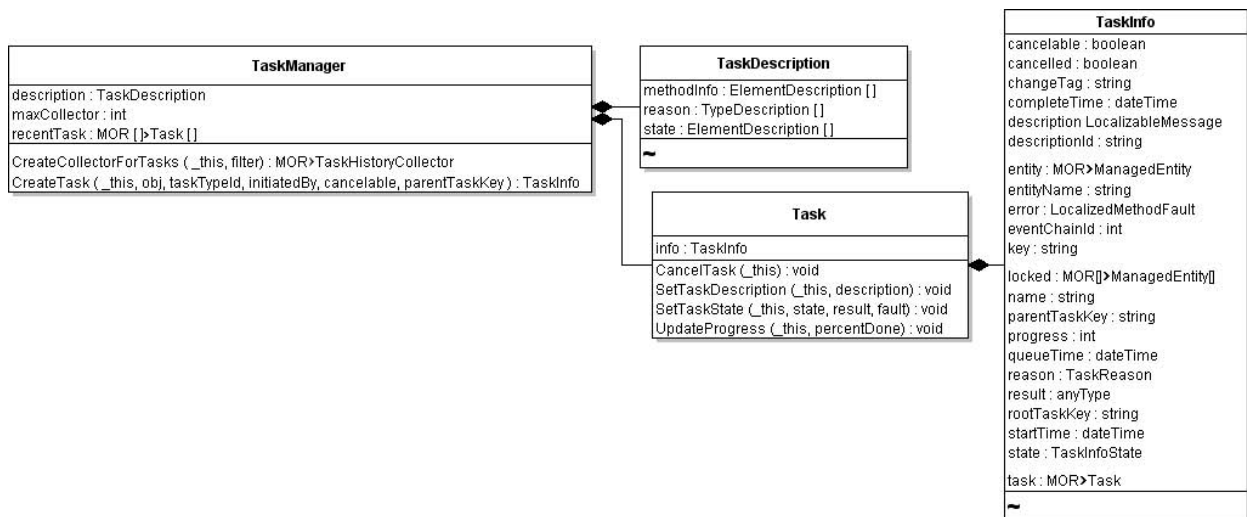 TaskManager
description : TaskDescription
maxCollector : int
recentTask : MOR [ ]>Task [ ]
CreateCollectorForTasks ( _this, filter) : MOR>TaskHistoryCollector
CreateTask ( _this, obj, taskTypeId, initiatedBy, cancelable, parentTaskKey ) : TaskInfo
TaskDescription
methodInfo : ElementDescription [ ]
reason : TypeDescription [ ]
state : ElementDescription [ ]
~
Task
info : TaskInfo
CancelTask (_this) : void
SetTaskDescription (_this, description) : void
SetTaskState (_this, state, result, fault) : void
UpdateProgress (_this, percentDone) : void
TaskInfo
cancelable : boolean
cancelled : boolean
changeTag : string
completeTime : dateTime
description LocalizableMessage
descriptionId : string
entity : MOR>ManagedEntity
entityName : string
error : LocalizedMethodFault
eventChainId : int
key : string
locked : MOR[]>ManagedEntity[]
name : string
parentTaskKey : string
progress : int
queueTime : dateTime
reason : TaskReason
result : anyType
rootTaskKey : string
startTime : dateTime
state : TaskInfoState
task : MOR>Task
~